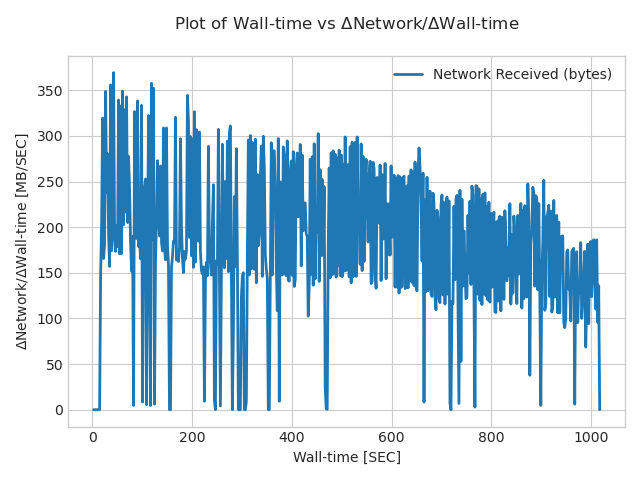 Plot of Wall-time vs ΔNetwork/ΔWall-time
Network Received (bytes)
ΔNetwork/ΔWall-time [MB/SEC]
350
300
250
200
150
100
50
0
0 200 400 600 800 1000
Wall-time [SEC]